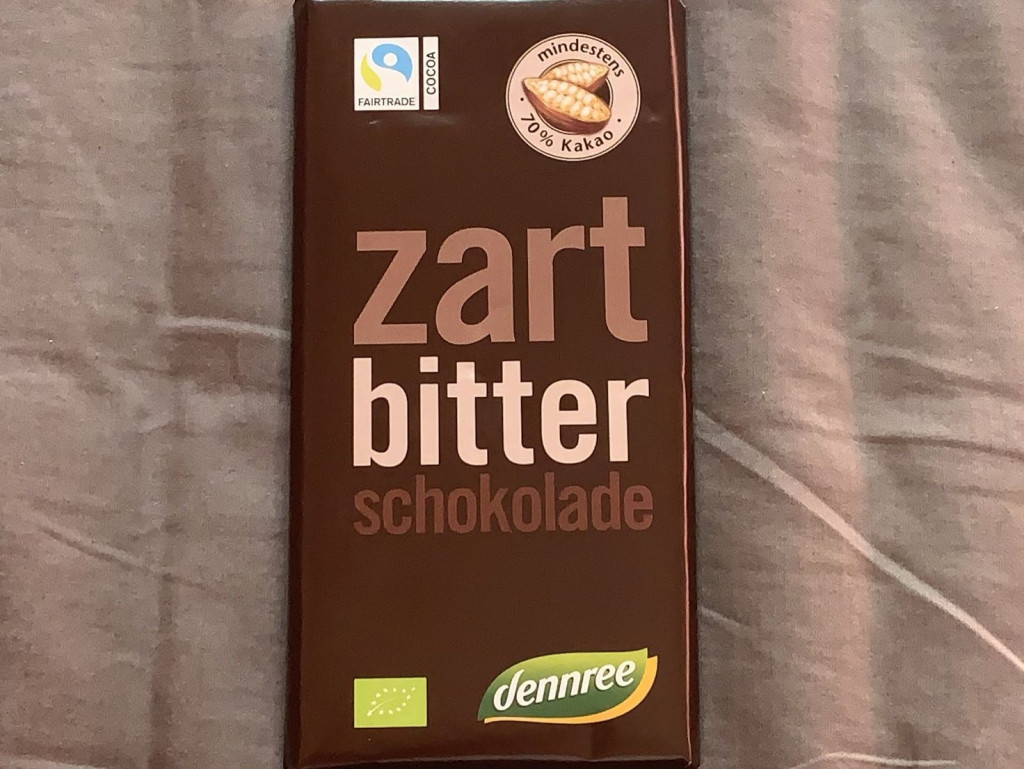 FAIRTRADE
COCOA
mindestens
70% Kakao
zart
bitter
schokolade
dennree